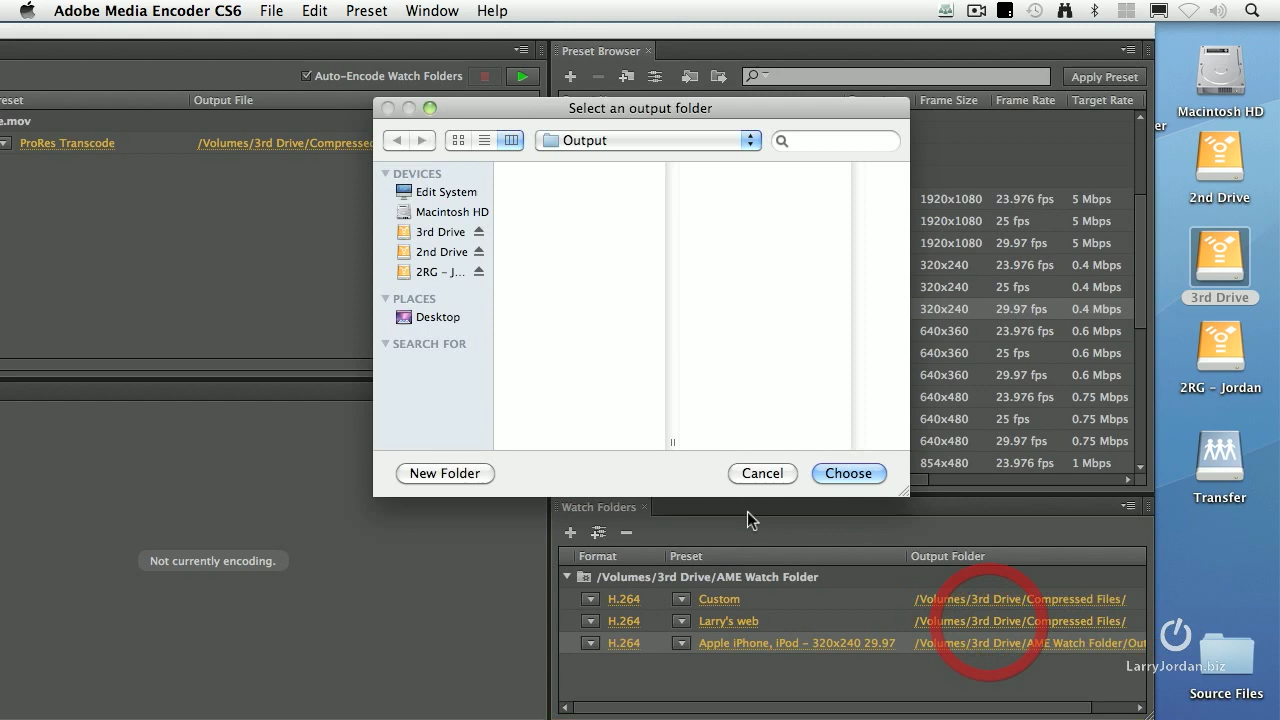 Adobe Media Encoder CS6 File Edit Preset Window Help
Preset Browser
Auto-Encode Watch Folders
Apply Preset
reset Output File
Frame Size Frame Rate Target Rate
e.mov
ProRes Transcode /Volumes/3rd Drive/Compressed
Select an output folder
Output
DEVICES
Edit System
Macintosh HD
3rd Drive
2nd Drive
2RG – J...
PLACES
Desktop
SEARCH FOR
New Folder Cancel Choose
1920x1080 23.976 fps 5 Mbps
1920x1080 25 fps 5 Mbps
1920x1080 29.97 fps 5 Mbps
320x240 23.976 fps 0.4 Mbps
320x240 25 fps 0.4 Mbps
320x240 29.97 fps 0.4 Mbps
640x360 23.976 fps 0.6 Mbps
640x360 25 fps 0.6 Mbps
640x360 29.97 fps 0.6 Mbps
640x480 23.976 fps 0.75 Mbps
640x480 25 fps 0.75 Mbps
640x480 29.97 fps 0.75 Mbps
854x480 23.976 fps 1 Mbps
Not currently encoding.
Watch Folders
Format Preset Output Folder
/Volumes/3rd Drive/AME Watch Folder
H.264 Custom /Volumes/3rd Drive/Compressed Files/
H.264 Larry's web /Volumes/3rd Drive/Compressed Files/
H.264 Apple iPhone, iPod – 320x240 29.97 /Volumes/3rd Drive/AME Watch Folder/Out
Macintosh HD
er
2nd Drive
3rd Drive
2RG – Jordan
Transfer
LarryJordan.biz
Source Files